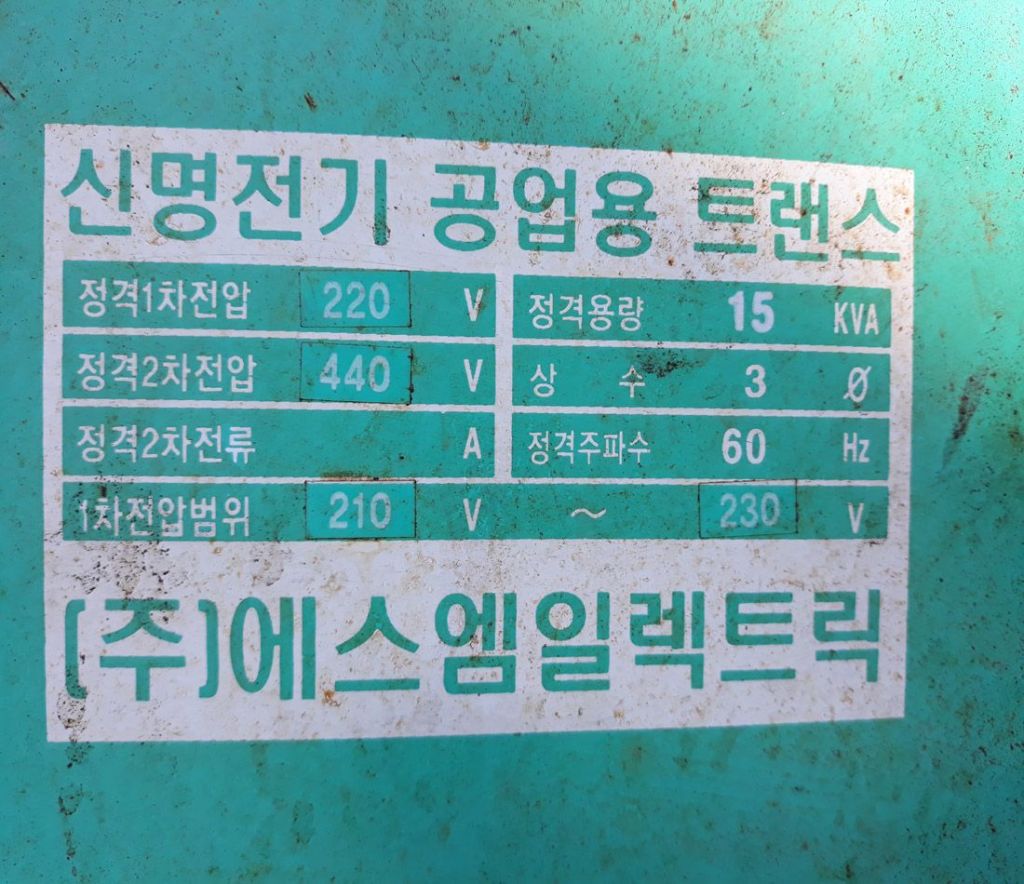 신명전기 공업용 트랜스
정격1차전압 220 V 정격용량 15 KVA
정격2차전압 440 V 상 수 3 Ø
정격2차전류 A 정격주파수 60 Hz
1차전압범위 210 V ~ 230 V
(주)에스엠일렉트릭